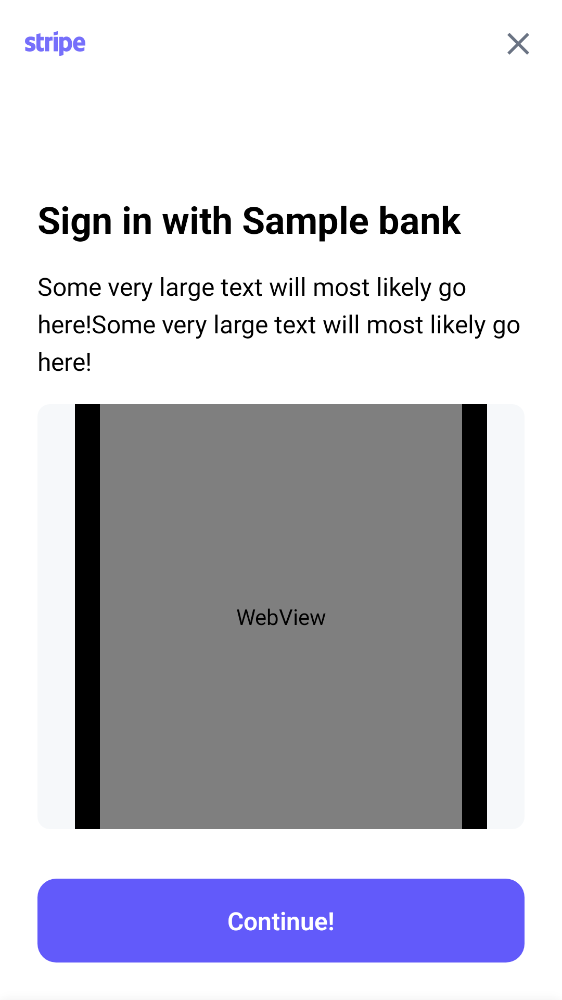 stripe
Sign in with Sample bank
Some very large text will most likely go
here!Some very large text will most likely go
here!
WebView
Continue!